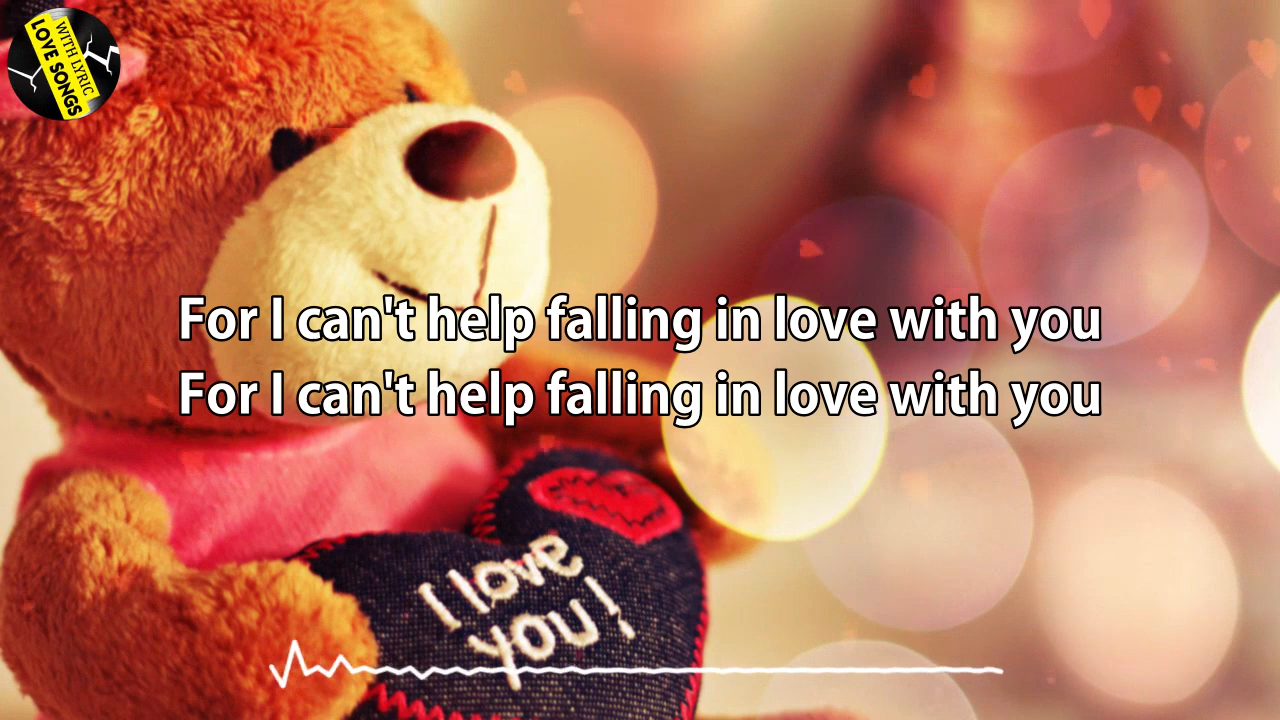 WITH LYRIC
LOVE SONGS
For I can't help falling in love with you
For I can't help falling in love with you
I love
you!